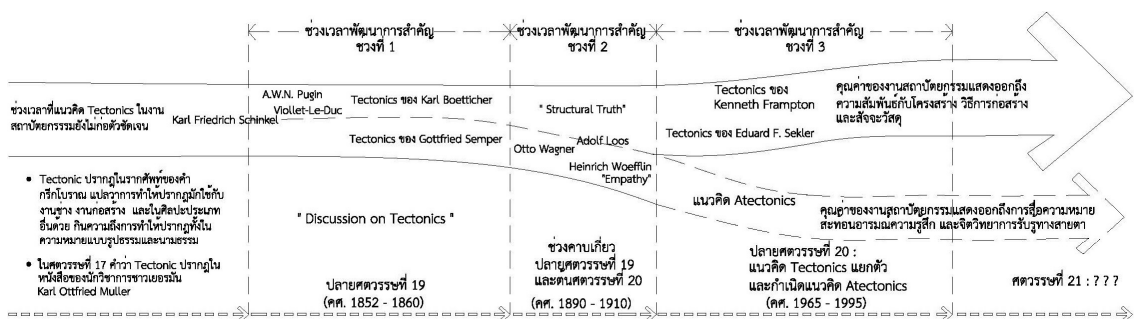 ช่วงเวลาพัฒนาการสำคัญ
ชวงที่ 1
ช่วงเวลาพัฒนาการสำคัญ
ช่วงที่ 2
ช่วงเวลาพัฒนาการสำคัญ
ช่วงที่ 3
ช่วงเวลาที่แนวคิด Tectonics ในงาน
สถาปัตยกรรรมยังไม่ก่อตัวชัดเจน
Karl Friedrich Schinkel
A.W.N. Pugin
Viollet-Le-Duc
Tectonics ของ Karl Boetticher
Tectonics ของ Gottfried Semper
" Structural Truth"
Otto Wagner
Adolf Loos
Heinrich Woefflin
"Empathy"
Tectonics ของ
Kenneth Frampton
Tectonics ของ Eduard F. Sekler
คุณค่าของงานสถาปัตยกรรมแสดงออกถึง
ความสัมพันธ์กับโครงสร้าง วิธีการก่อสร้าง
และสัจจะวัสดุ
• Tectonic ปรากฎในรากศัพท์ของคำ
กรีกโบราณ แปลวาการทำให้ปรากฎมักใช้กับ
งานช่าง งานก่อสร้าง และในศิลปะประเภท
อื่นด้วย กินความถึงการทำให้ปรากฎทั้งใน
ความหมายแบบรูปธรรมและนามธรรม
• ในศตวรรษที่ 17 คำว่า Tectonic ปรากฎใน
หนังสือของนักวิชาการชาวเยอรมัน
Karl Ottfried Muller
" Discussion on Tectonics "
ปลายศตวรรษที่ 19
(คศ. 1852 - 1860)
ช่วงคาบเกี่ยว
ปลายศตวรรษที่ 19
และต้นศตวรรษที่ 20
(คศ. 1890 - 1910)
แนวคิด Atectonics
ปลายศตวรรษที่ 20 :
แนวคิด Tectonics แยกตัว
และกำเนิดแนวคิด Atectonics
(คศ. 1965 - 1995)
คุณค่าของงานสถาปัตยกรรมแสดงออกถึงการสื่อความหมาย
สะทอนอารมณความรูสึก และจิตวิทยาการรับรูทางสายตา
ศตวรรษที่ 21 : ? ? ?